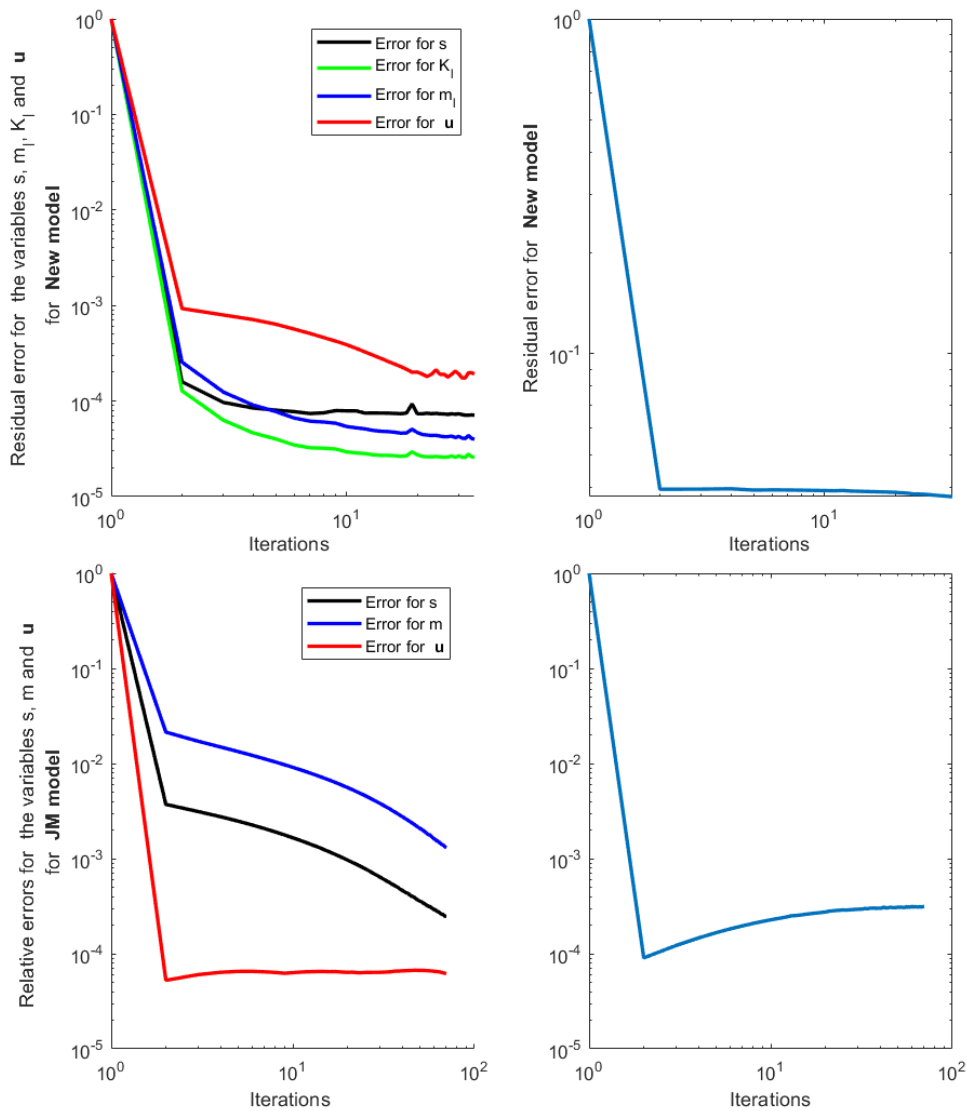 Residual error for the variables s, m_l, K_l and u
for New model
10^0
10^-1
10^-2
10^-3
10^-4
10^-5
Error for s
Error for K_l
Error for m_l
Error for u
10^0
10^1
Iterations
Residual error for New model
10^0
10^-1
10^0
10^1
Iterations
Relative errors for the variables s, m and u
for JM model
10^0
10^-1
10^-2
10^-3
10^-4
10^-5
Error for s
Error for m
Error for u
10^0
10^1
10^2
Iterations
10^0
10^-1
10^-2
10^-3
10^-4
10^-5
10^0
10^1
10^2
Iterations